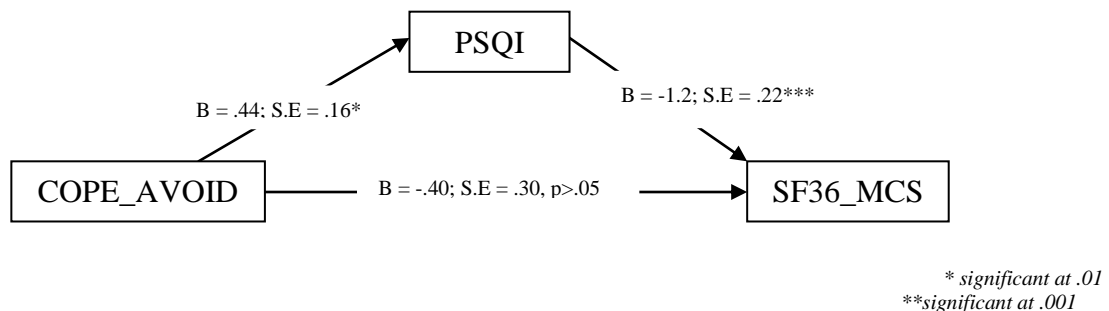 PSQI
B = .44; S.E = .16*
B = -1.2; S.E = .22***
COPE_AVOID
B = -.40; S.E = .30, p>.05
SF36_MCS
* significant at .01
**significant at .001